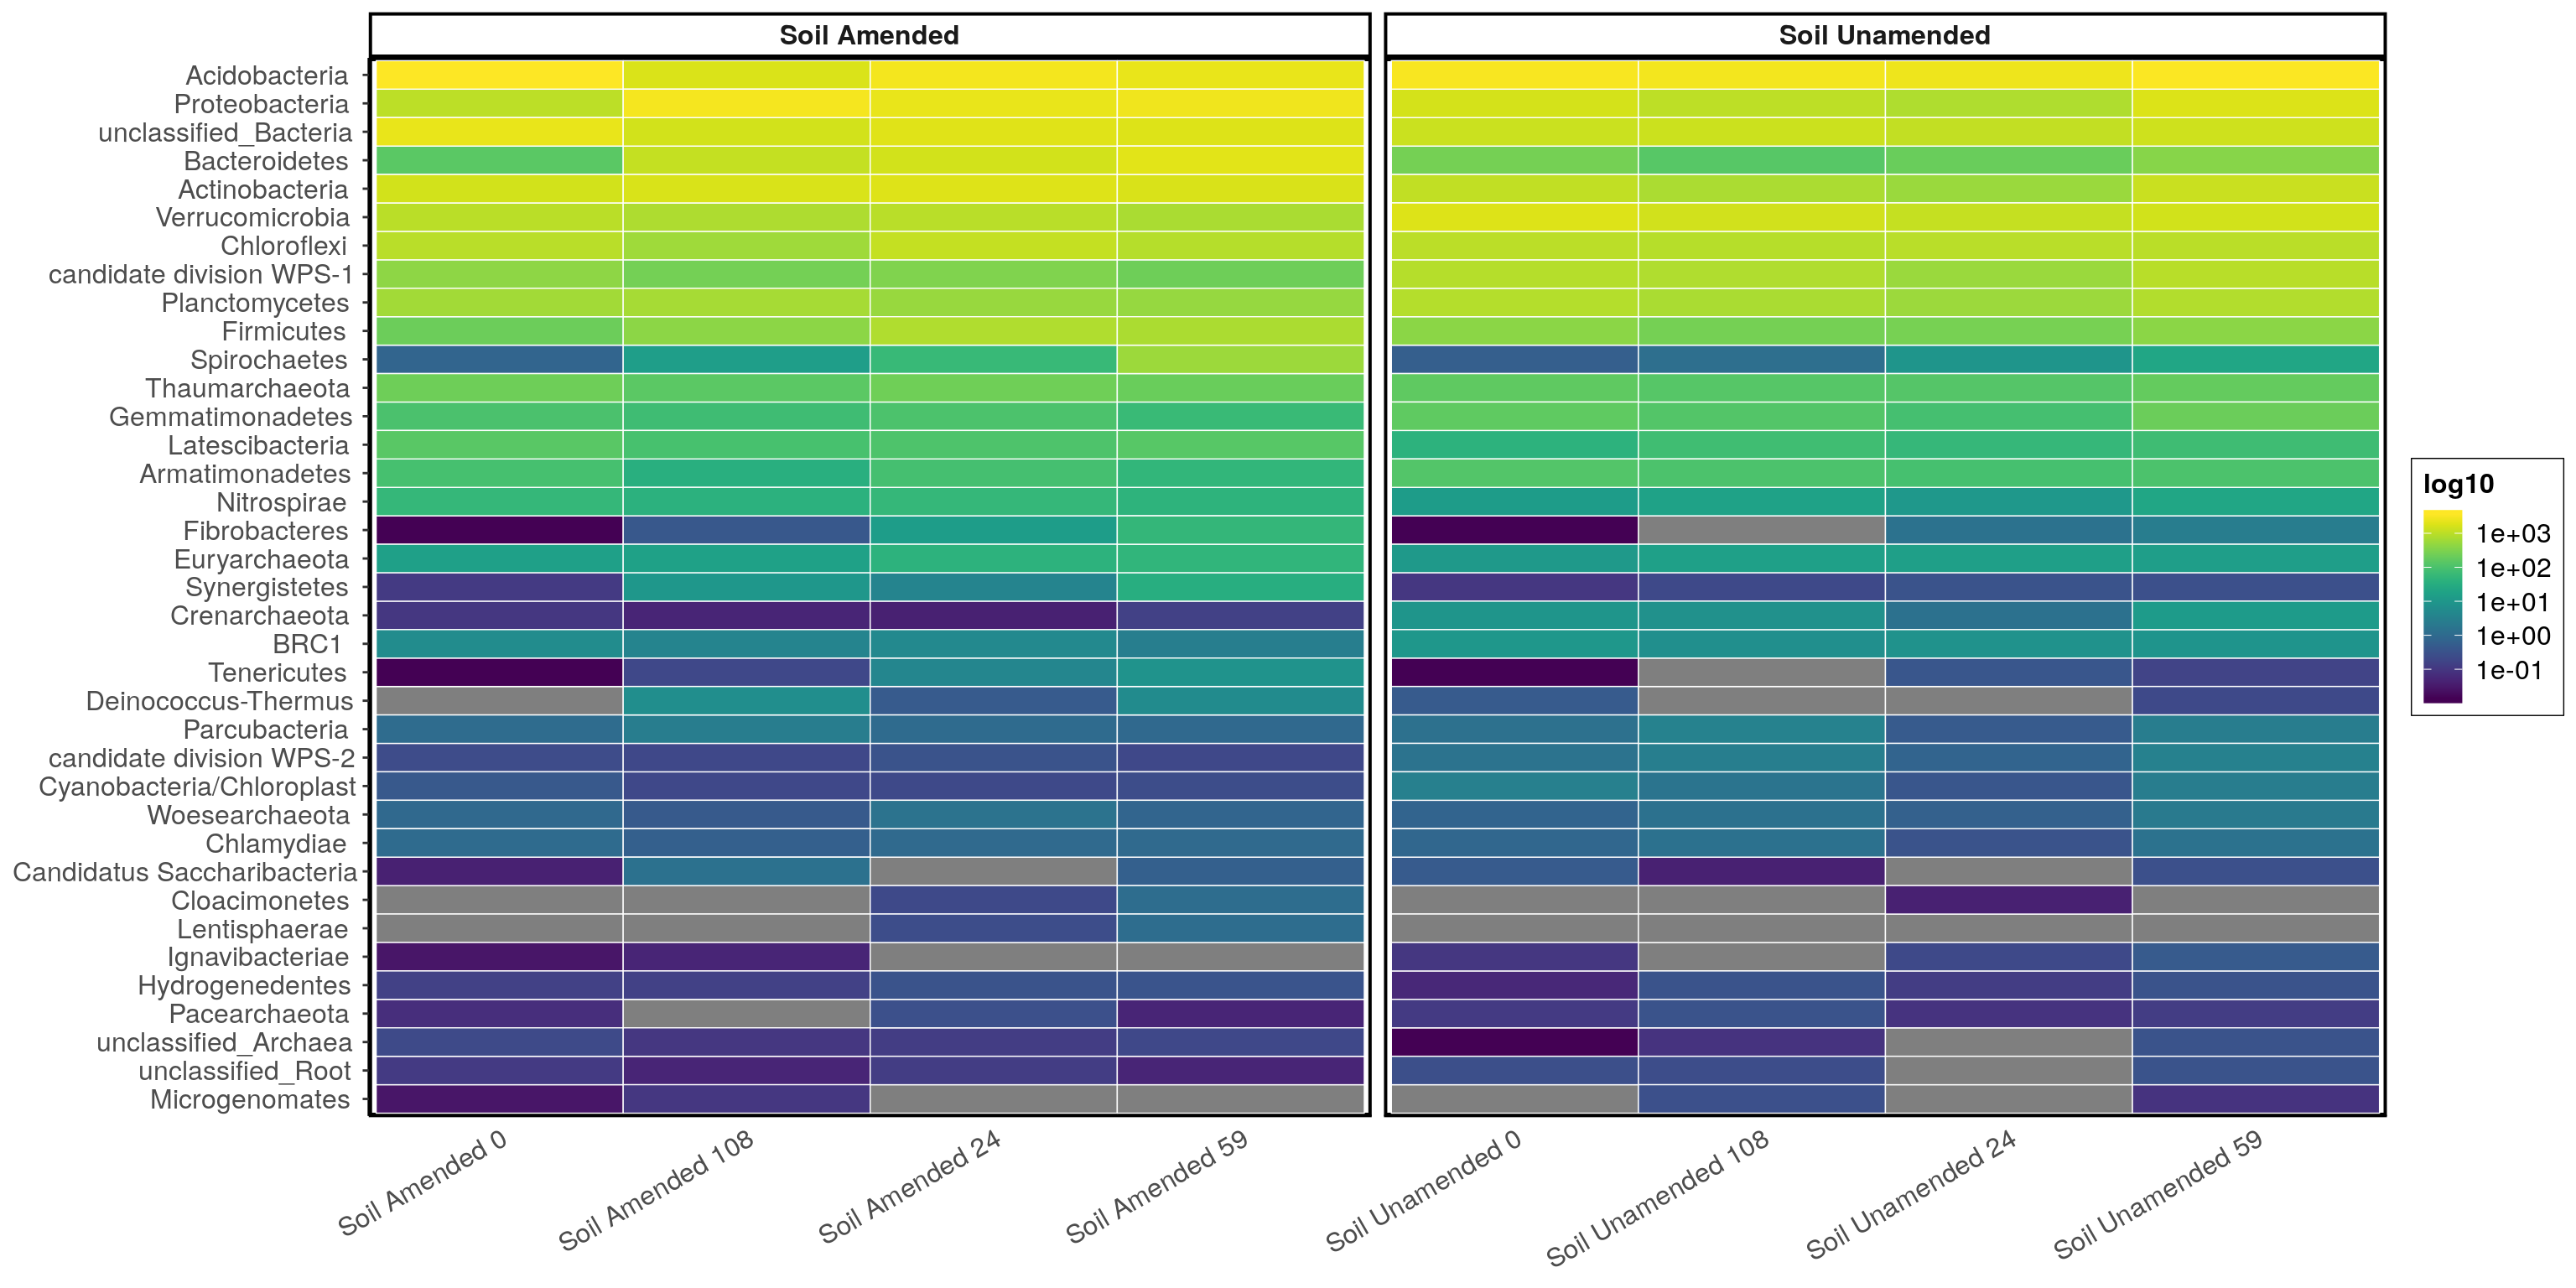 Soil Amended
Soil Unamended
Acidobacteria
Proteobacteria
unclassified_Bacteria
Bacteroidetes
Actinobacteria
Verrucomicrobia
Chloroflexi
candidate division WPS-1
Planctomycetes
Firmicutes
Spirochaetes
Thaumarchaeota
Gemmatimonadetes
Latescibacteria
Armatimonadetes
Nitrospirae
Fibrobacteres
Euryarchaeota
Synergistetes
Crenarchaeota
BRC1
Tenericutes
Deinococcus-Thermus
Parcubacteria
candidate division WPS-2
Cyanobacteria/Chloroplast
Woesearchaeota
Chlamydiae
Candidatus Saccharibacteria
Cloacimonetes
Lentisphaerae
Ignavibacteriae
Hydrogenedentes
Pacearchaeota
unclassified_Archaea
unclassified_Root
Microgenomates
Soil Amended 0
Soil Amended 108
Soil Amended 24
Soil Amended 59
Soil Unamended 0
Soil Unamended 108
Soil Unamended 24
Soil Unamended 59
log10
1e+03
1e+02
1e+01
1e+00
1e-01